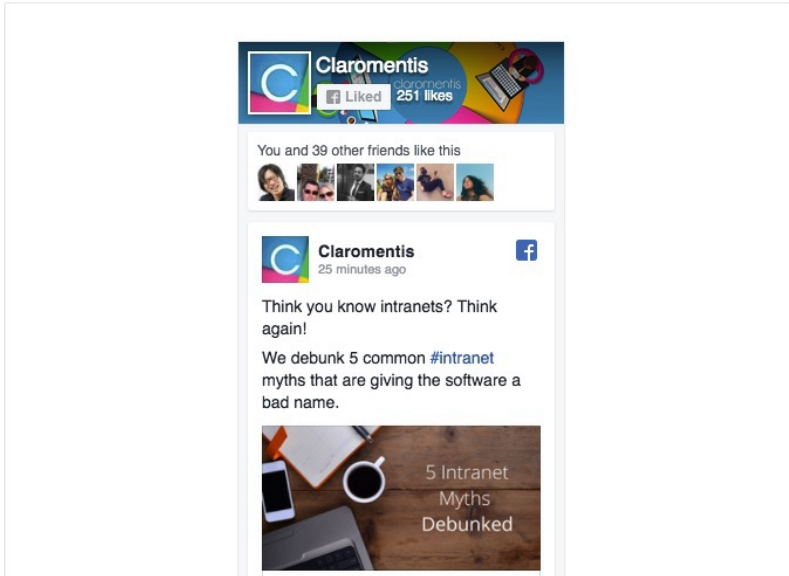 Claromentis
claromentis
Liked
251 likes
You and 39 other friends like this
Claromentis
25 minutes ago
Think you know intranets? Think
again!
We debunk 5 common #intranet
myths that are giving the software a
bad name.
5 Intranet
Myths
Debunked